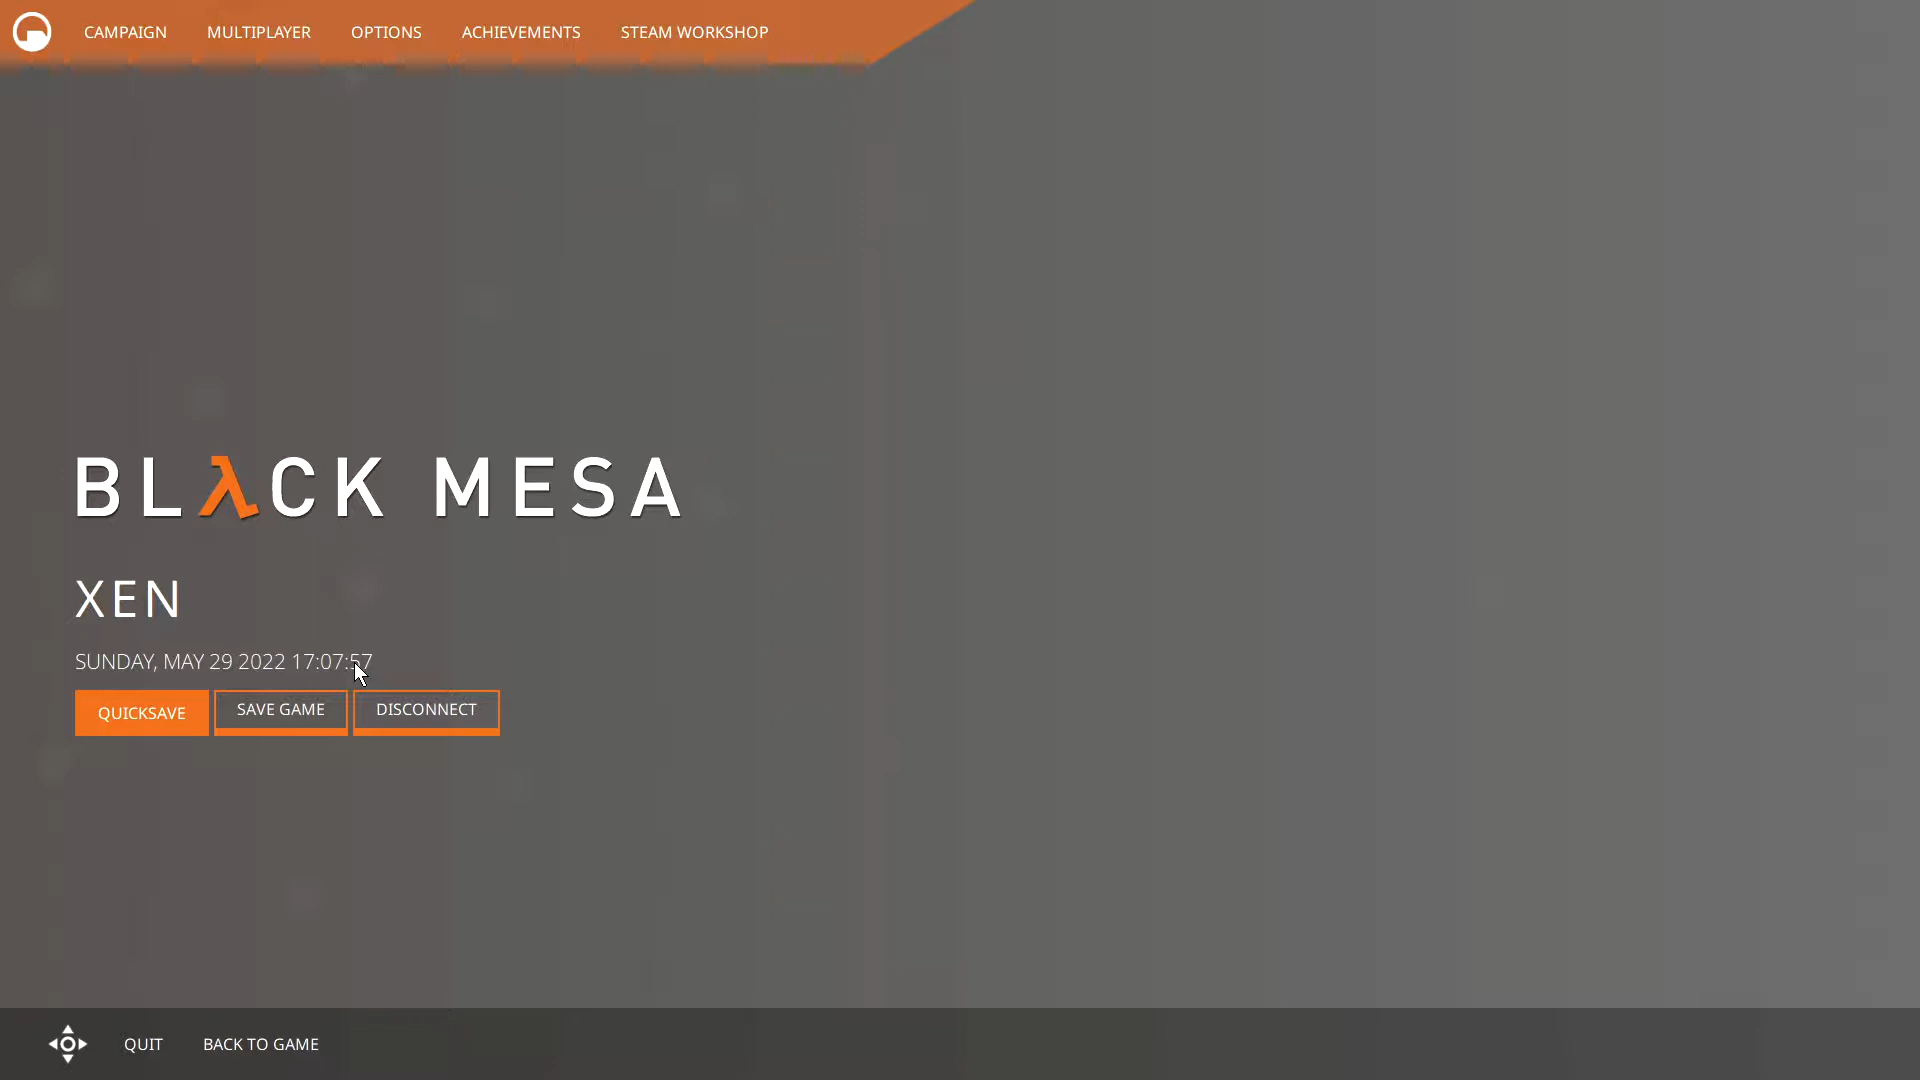 CAMPAIGN MULTIPLAYER OPTIONS ACHIEVEMENTS STEAM WORKSHOP
BLλCK MESA
XEN
SUNDAY, MAY 29 2022 17:07:57
QUICKSAVE SAVE GAME DISCONNECT
QUIT BACK TO GAME